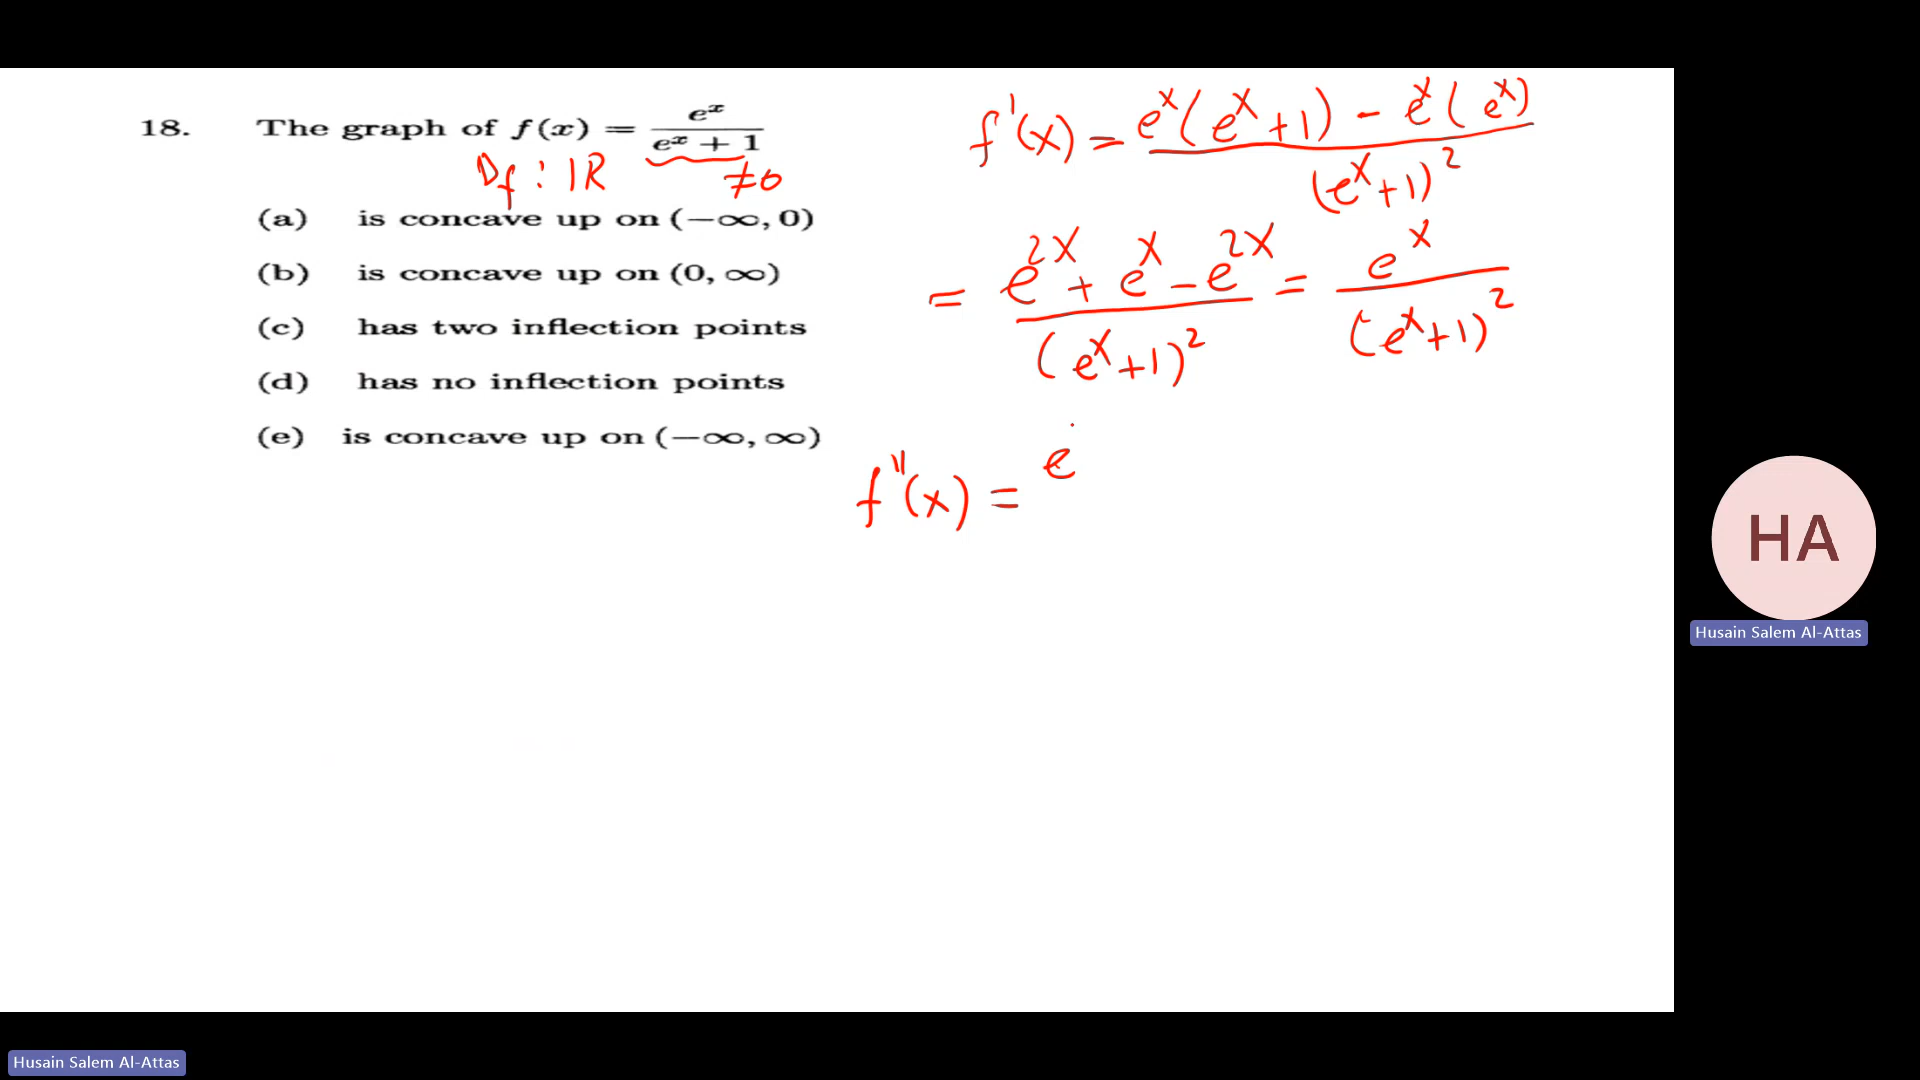 18. The graph of f(x) = e^x / (e^x + 1)
D_f : ℝ ≠0
(a) is concave up on (−∞, 0)
(b) is concave up on (0, ∞)
(c) has two inflection points
(d) has no inflection points
(e) is concave up on (−∞, ∞)
f'(x) = (e^x(e^x+1) - e^x(e^x)) / (e^x+1)^2
= (e^{2x} + e^x - e^{2x}) / (e^x+1)^2 = e^x / (e^x+1)^2
f''(x) = e
HA
Husain Salem Al-Attas
Husain Salem Al-Attas